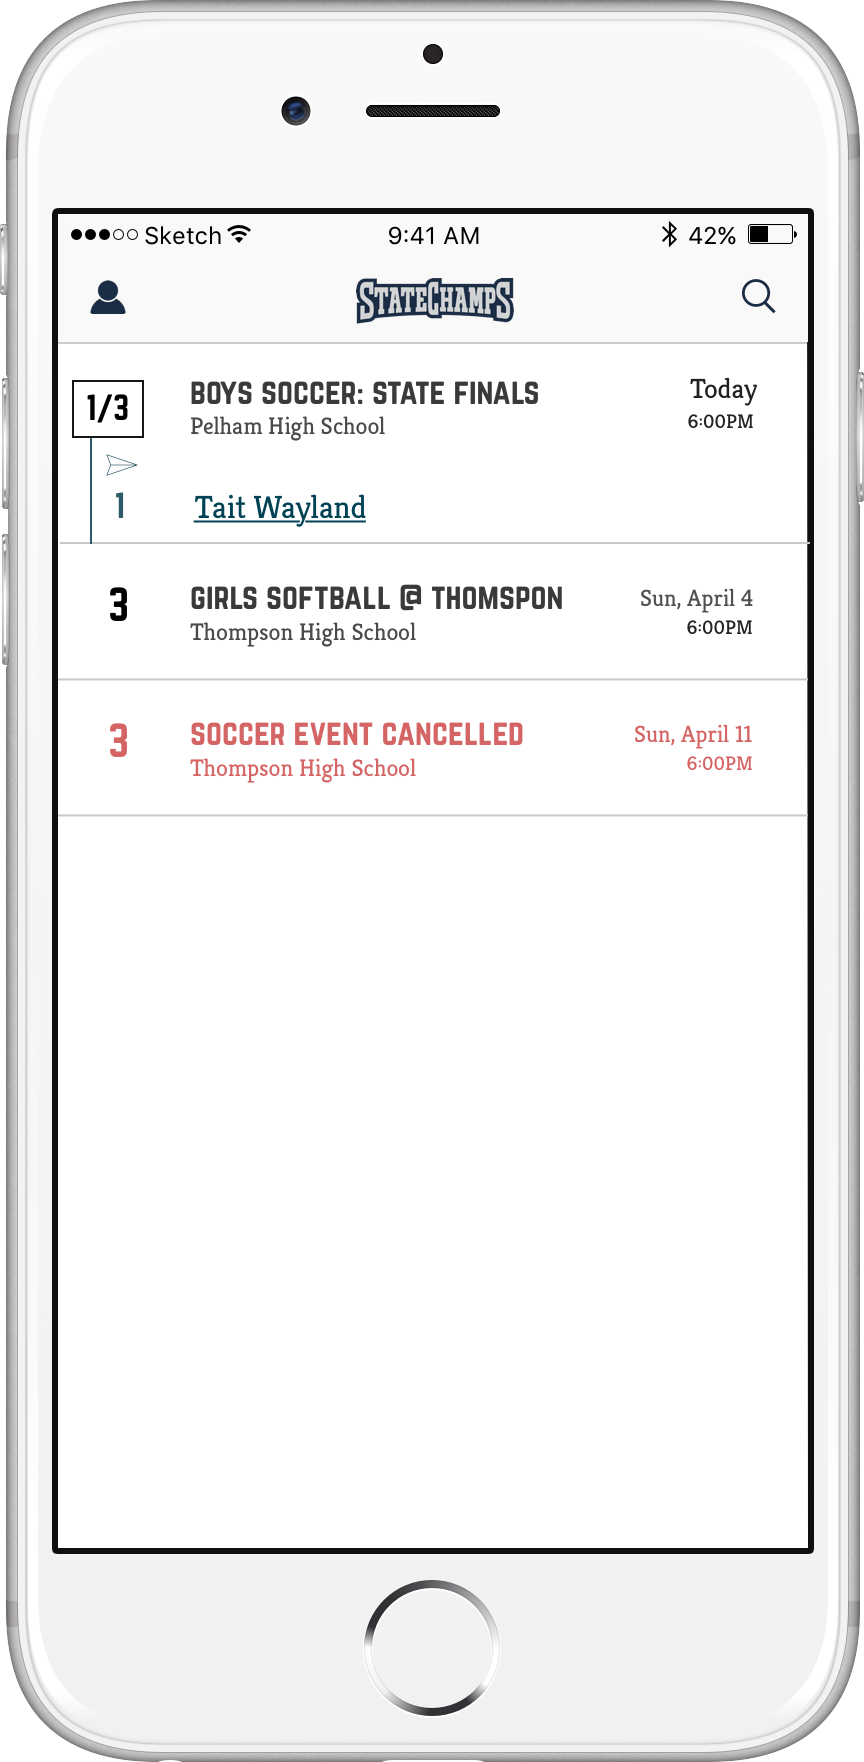 Sketch 9:41 AM 42%
STATECHAMPS
1/3 BOYS SOCCER: STATE FINALS Today
Pelham High School 6:00PM
1 Tait Wayland
3 GIRLS SOFTBALL @ THOMSPON Sun, April 4
Thompson High School 6:00PM
3 SOCCER EVENT CANCELLED Sun, April 11
Thompson High School 6:00PM